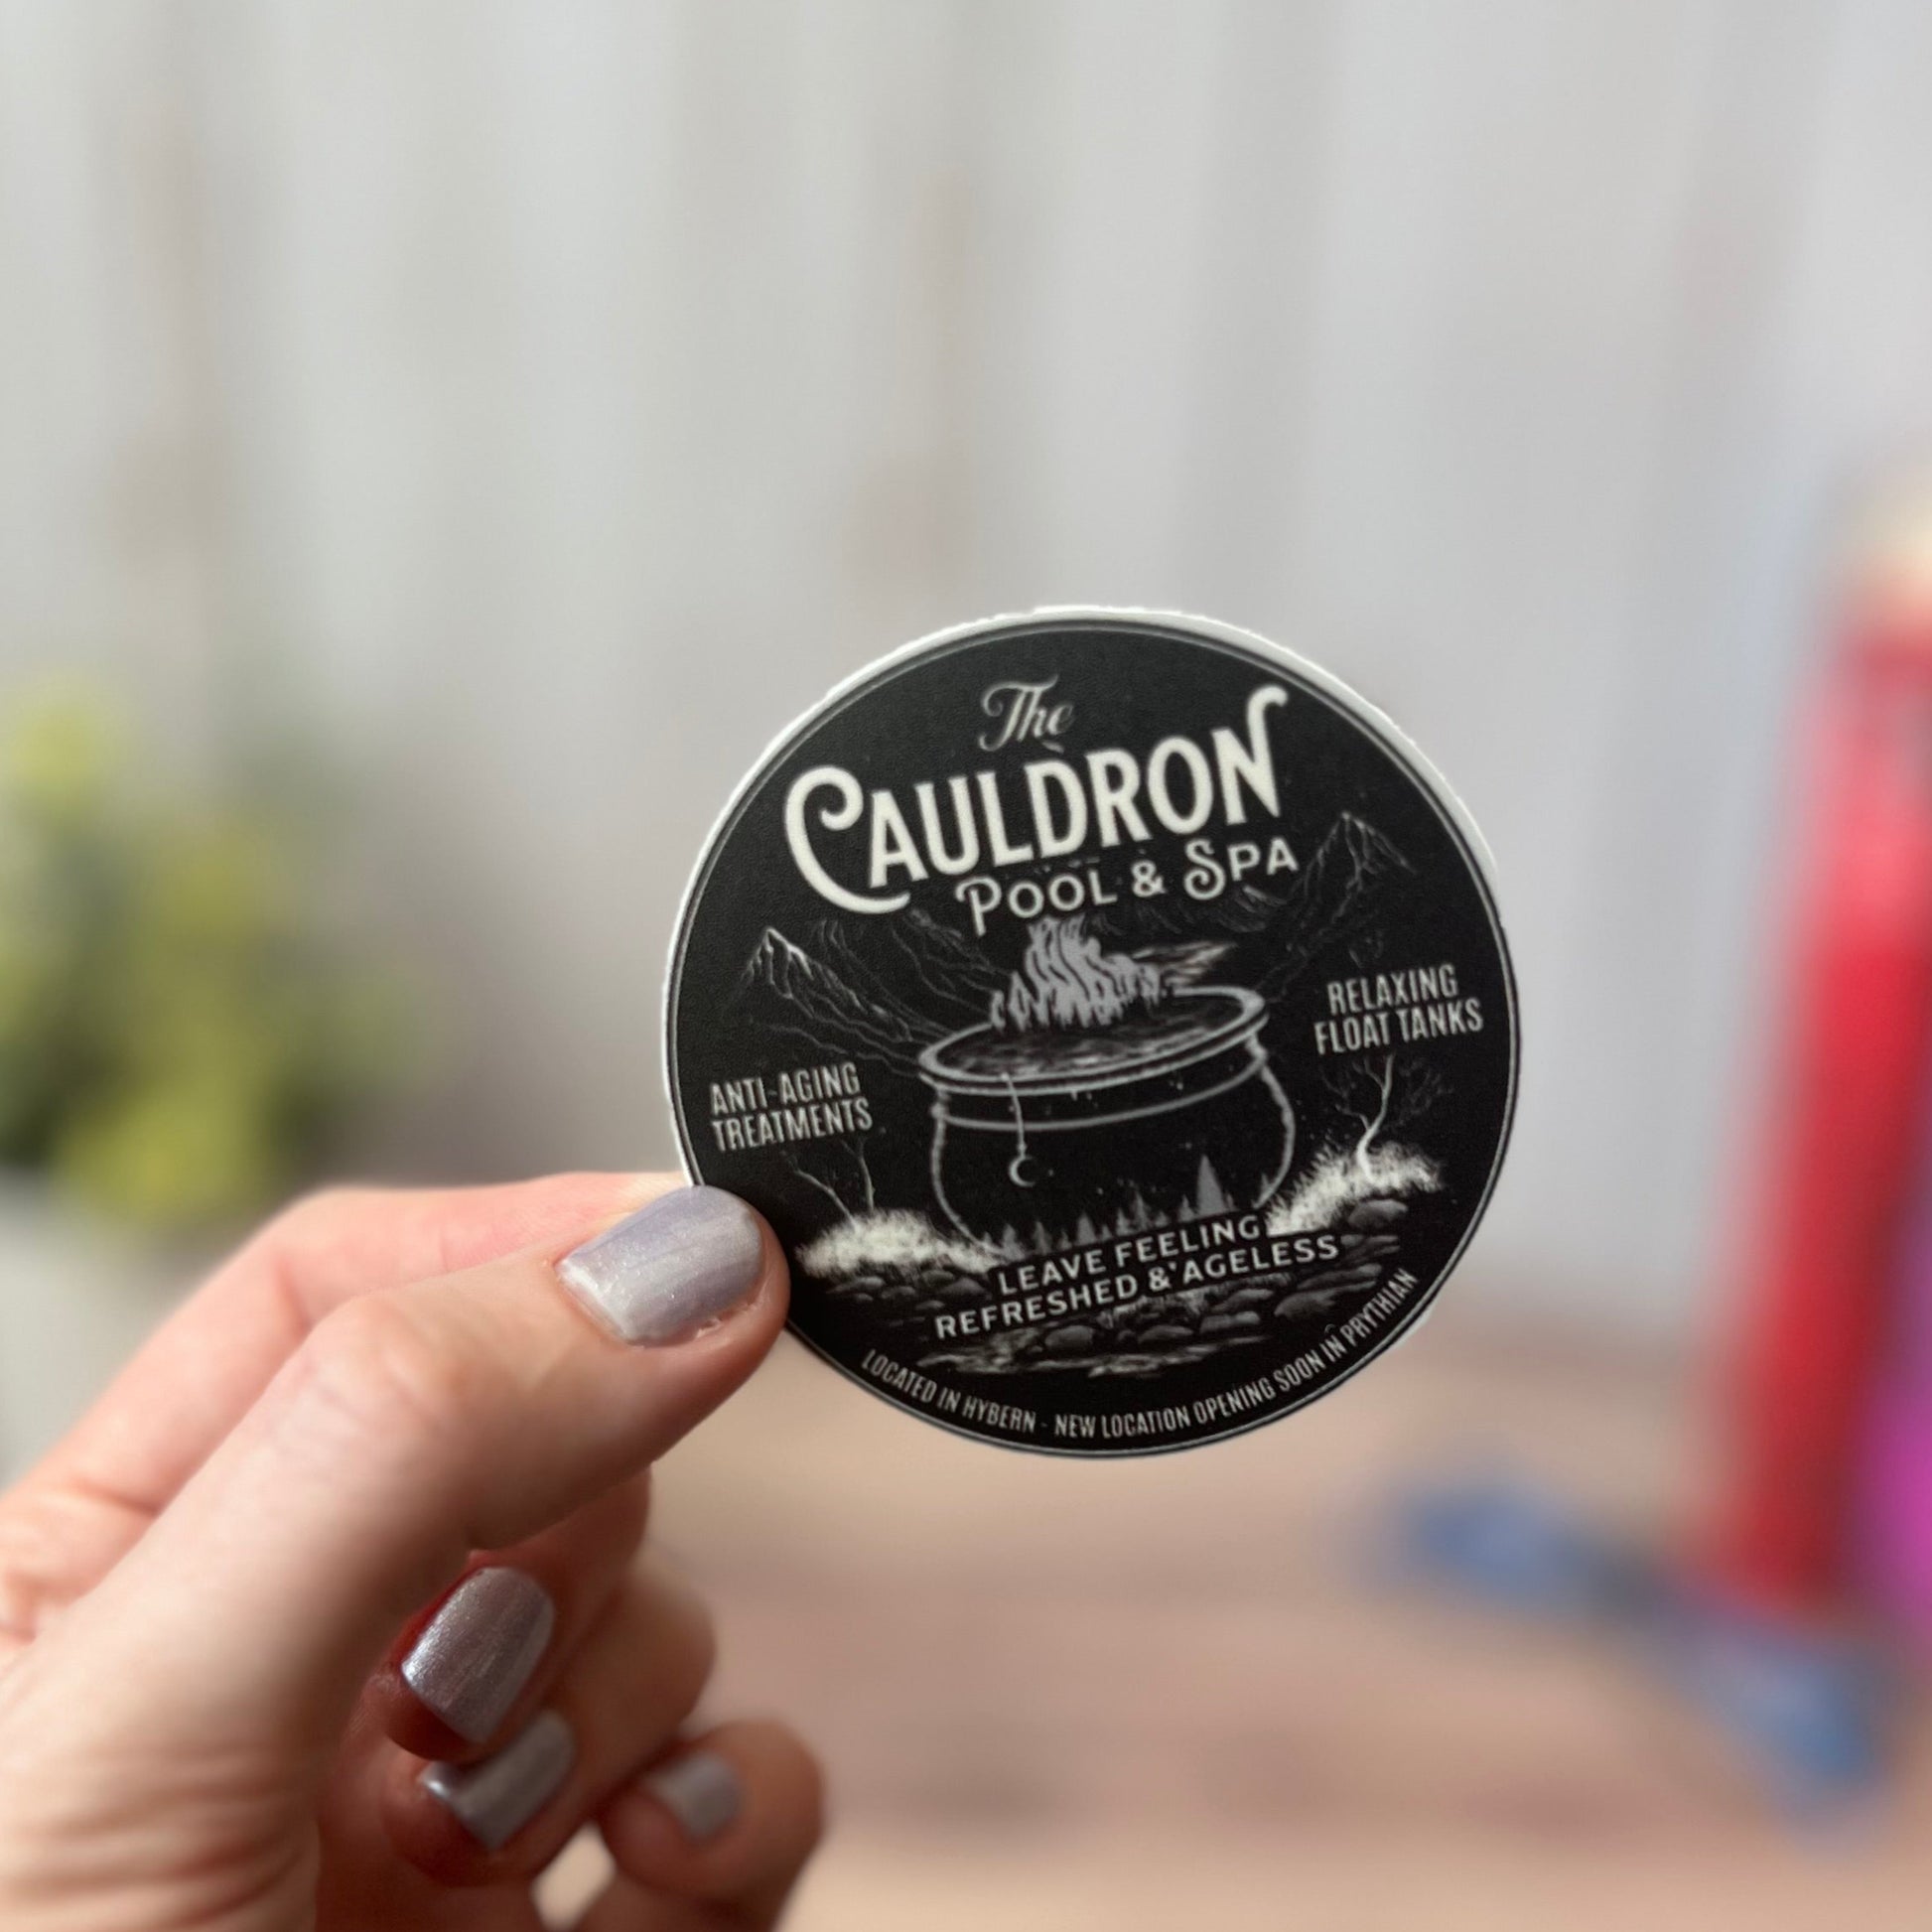 The
CAULDRON
POOL & SPA
RELAXING
FLOAT TANKS
ANTI-AGING
TREATMENTS
LEAVE FEELING
REFRESHED & AGELESS
LOCATED IN HYBERN - NEW LOCATION OPENING SOON IN PRYTHIAN